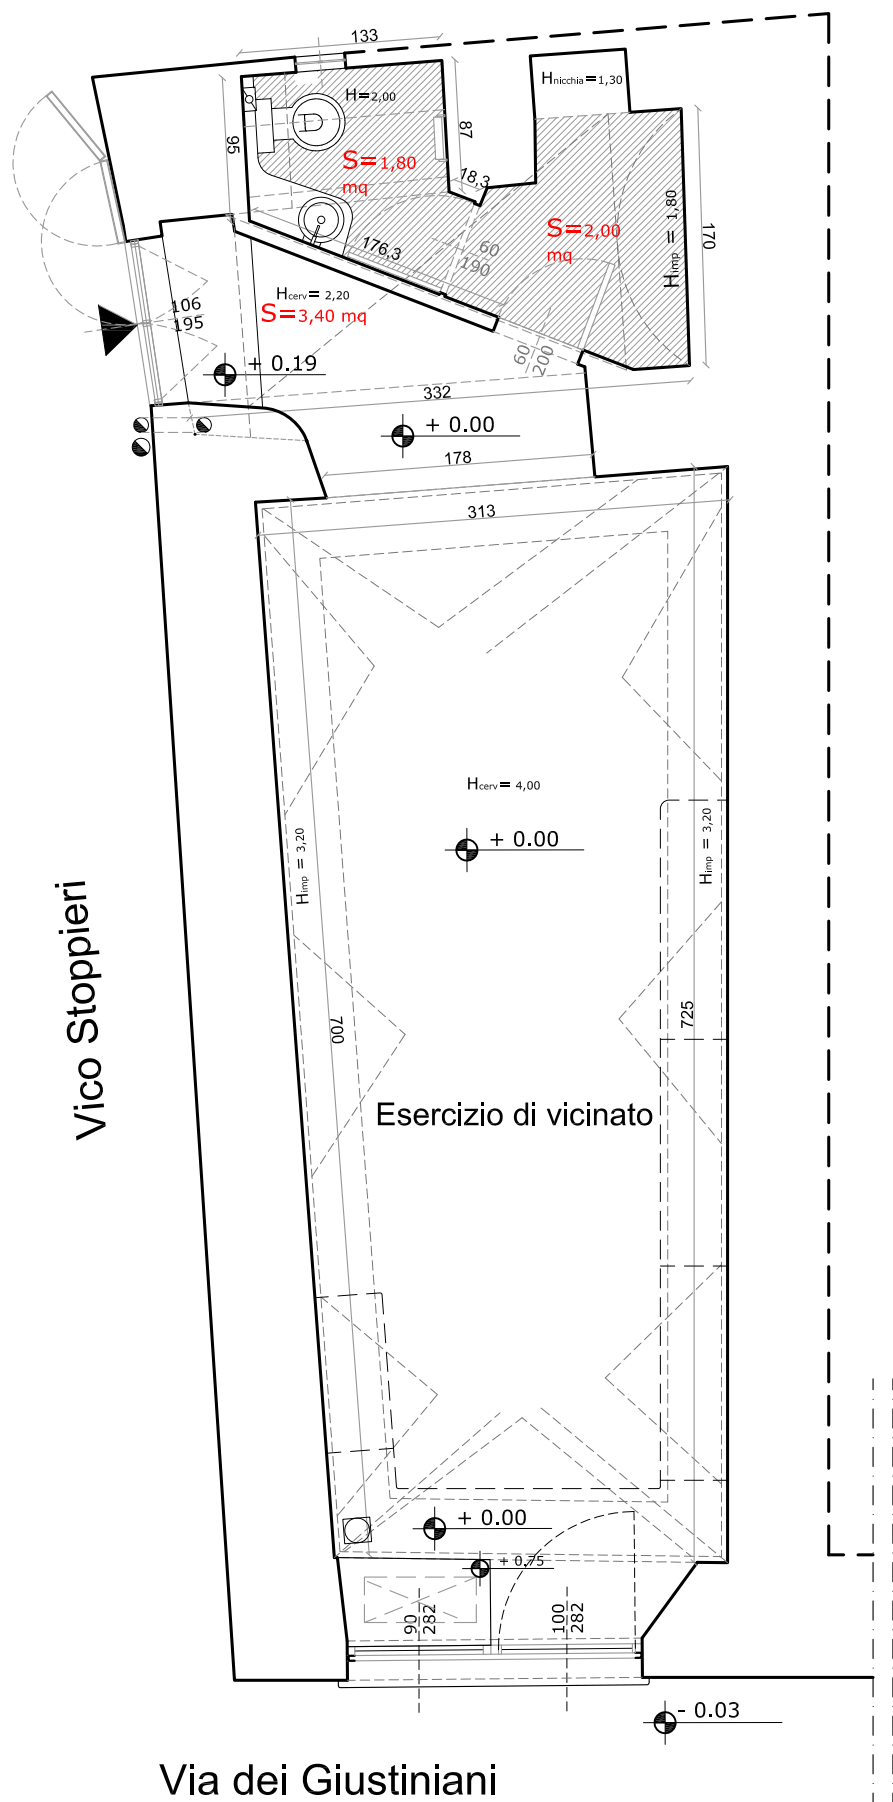 133
H=2,00
Hnicchia=1,30
95
87
S=1,80
mq
18,3
S=2,00
mq
Himp = 1,80
170
176,3
60
190
Hcerv= 2,20
S=3,40 mq
106
195
60
200
+ 0.19
332
+ 0.00
178
313
Hcerv= 4,00
+ 0.00
Himp = 3,20
Himp = 3,20
Vico Stoppieri
700
725
Esercizio di vicinato
+ 0.00
+ 0,75
90
282
100
282
- 0.03
Via dei Giustiniani